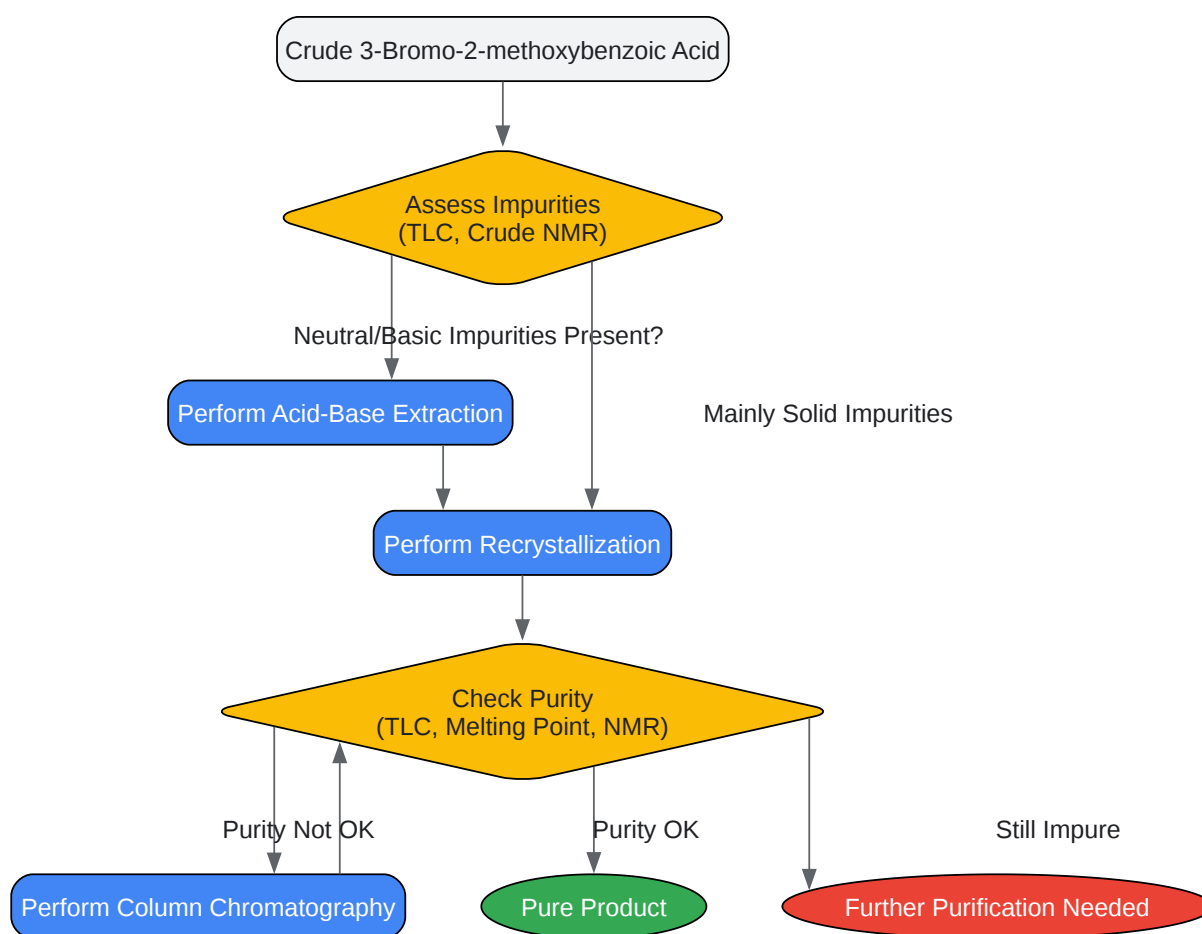 Crude 3-Bromo-2-methoxybenzoic Acid
Assess Impurities
(TLC, Crude NMR)
Neutral/Basic Impurities Present?
Perform Acid-Base Extraction
Mainly Solid Impurities
Perform Recrystallization
Check Purity
(TLC, Melting Point, NMR)
Purity Not OK
Purity OK
Still Impure
Perform Column Chromatography
Pure Product
Further Purification Needed